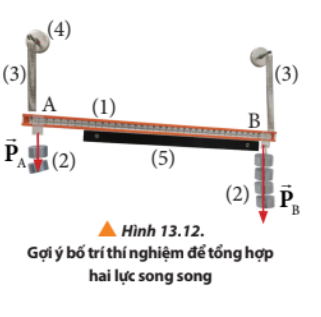 (4)
(3)
(3)
A
(1)
B
P⃗A
(2)
(5)
(2)
P⃗B
Hình 13.12.
Gợi ý bố trí thí nghiệm để tổng hợp
hai lực song song